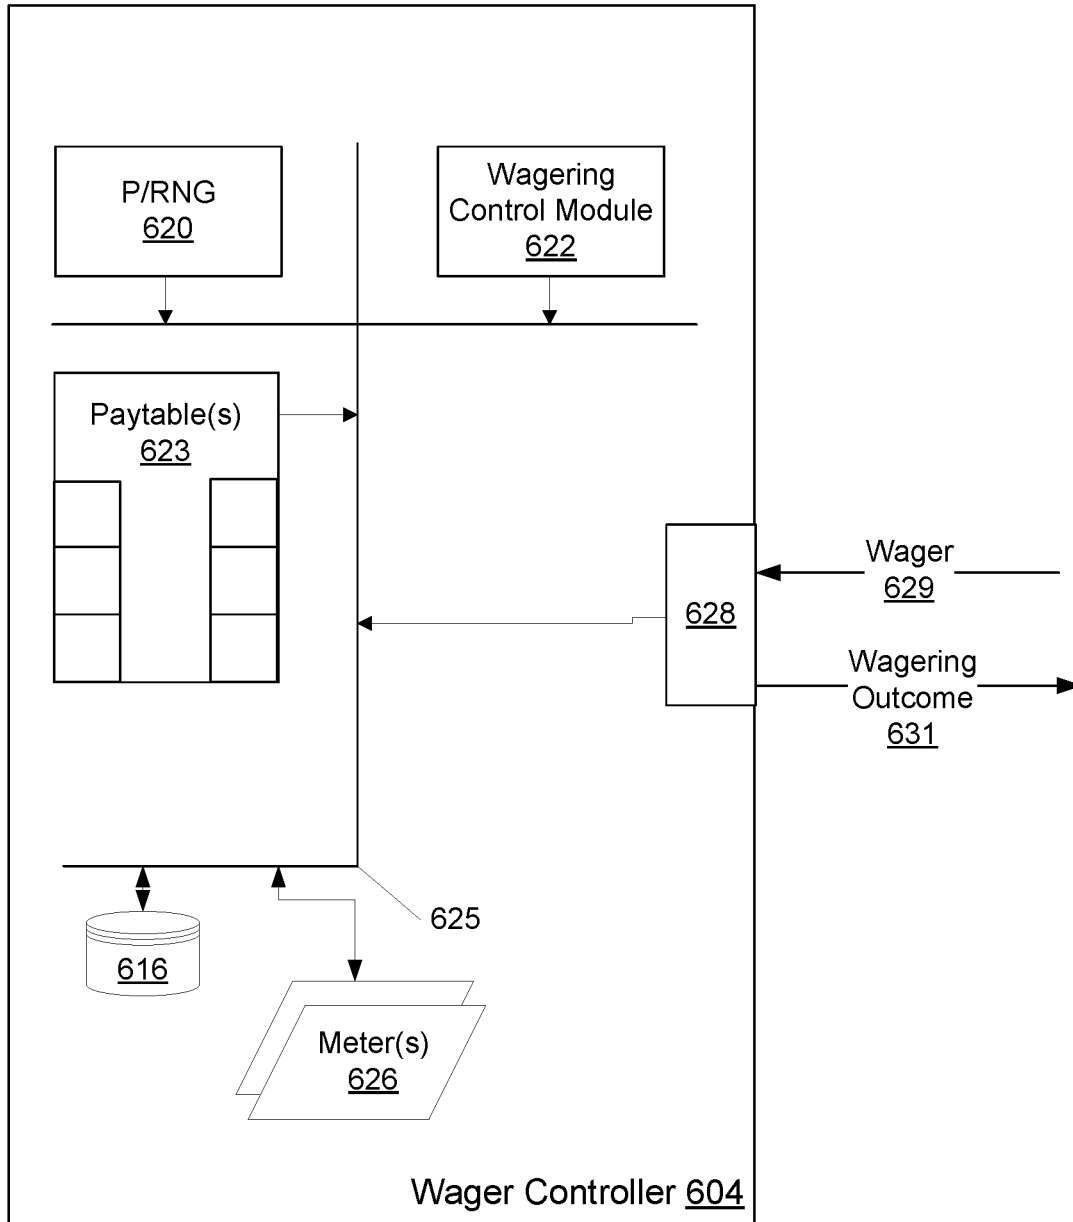 P/RNG
620
Wagering
Control Module
622
Paytable(s)
623
628
Wager
629
Wagering
Outcome
631
625
616
Meter(s)
626
Wager Controller 604